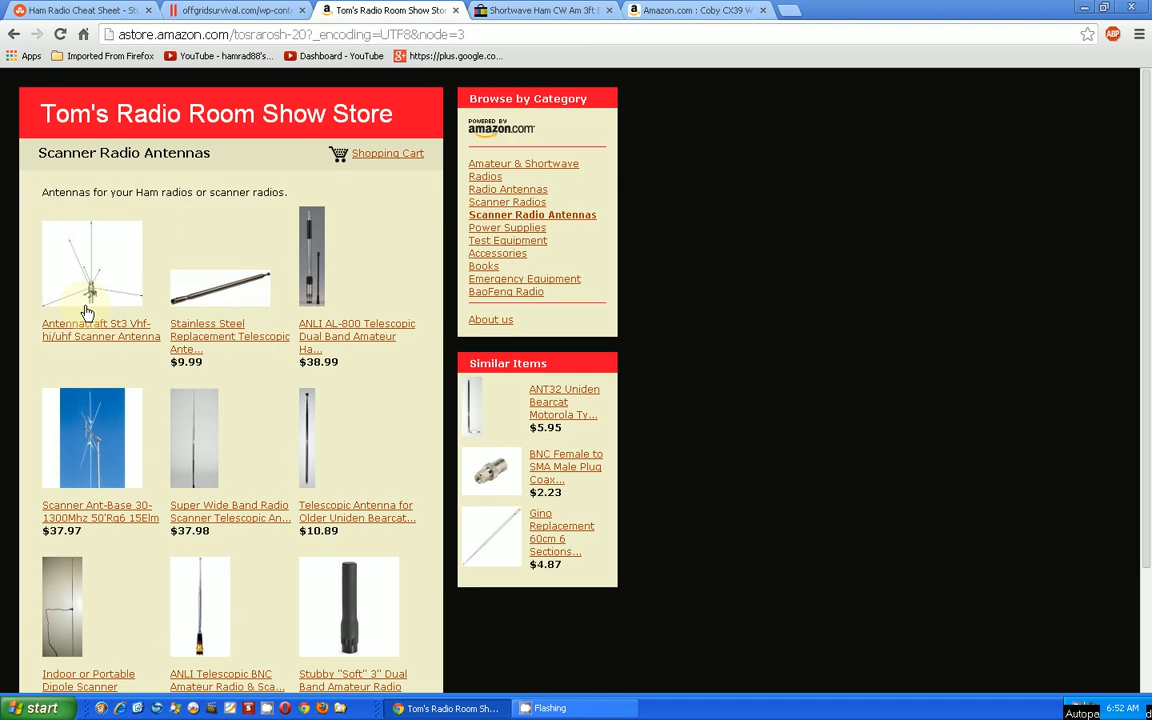 Ham Radio Cheat Sheet - St
offgridsurvival.com/wp-cont
Tom's Radio Room Show Stor
Shortwave Ham CW Am 3ft E
Amazon.com : Coby CX39 W
astore.amazon.com/tosrarosh-20?_encoding=UTF8&node=3
ABP
Apps
Imported From Firefox
YouTube - hamrad88's...
Dashboard - YouTube
https://plus.google.co...
Tom's Radio Room Show Store
Scanner Radio Antennas
Shopping Cart
Antennas for your Ham radios or scanner radios.
Antennacraft St3 Vhf-
hi/uhf Scanner Antenna
Stainless Steel
Replacement Telescopic
Ante...
$9.99
ANLI AL-800 Telescopic
Dual Band Amateur
Ha...
$38.99
Scanner Ant-Base 30-
1300Mhz 50'Rg6 15Elm
$37.97
Super Wide Band Radio
Scanner Telescopic An...
$37.98
Telescopic Antenna for
Older Uniden Bearcat...
$10.89
Indoor or Portable
Dipole Scanner
ANLI Telescopic BNC
Amateur Radio & Sca...
Stubby "Soft" 3" Dual
Band Amateur Radio
Browse by Category
POWERED BY
amazon.com
Amateur & Shortwave
Radios
Radio Antennas
Scanner Radios
Scanner Radio Antennas
Power Supplies
Test Equipment
Accessories
Books
Emergency Equipment
BaoFeng Radio
About us
Similar Items
ANT32 Uniden
Bearcat
Motorola Ty...
$5.95
BNC Female to
SMA Male Plug
Coax...
$2.23
Gino
Replacement
60cm 6
Sections...
$4.87
start
Tom's Radio Room Sh...
Flashing
6:52 AM
Autopa